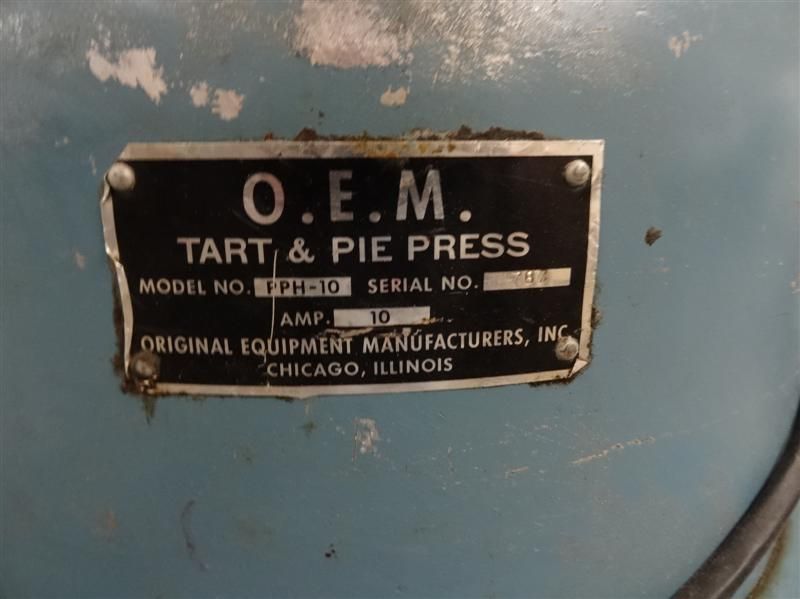 O.E.M.
TART & PIE PRESS
MODEL NO. PPH-10 SERIAL NO.
AMP. 10
ORIGINAL EQUIPMENT MANUFACTURERS, INC
CHICAGO, ILLINOIS